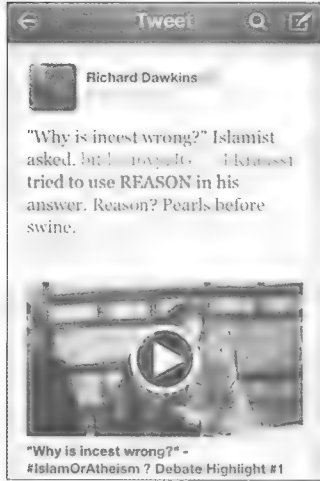 Tweet
Richard Dawkins
"Why is incest wrong?" Islamist
asked,
tried to use REASON in his
answer. Reason? Pearls before
swine.
"Why is incest wrong?" -
#IslamOrAtheism ? Debate Highlight #1